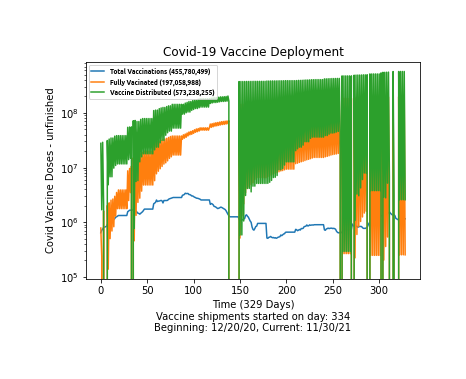 Covid-19 Vaccine Deployment
Total Vaccinations (455,780,499)
Fully Vacinated (197,058,988)
Vaccine Distributed (573,238,255)
Covid Vaccine Doses - unfinished
10⁸
10⁷
10⁶
10⁵
0 50 100 150 200 250 300
Time (329 Days)
Vaccine shipments started on day: 334
Beginning: 12/20/20, Current: 11/30/21